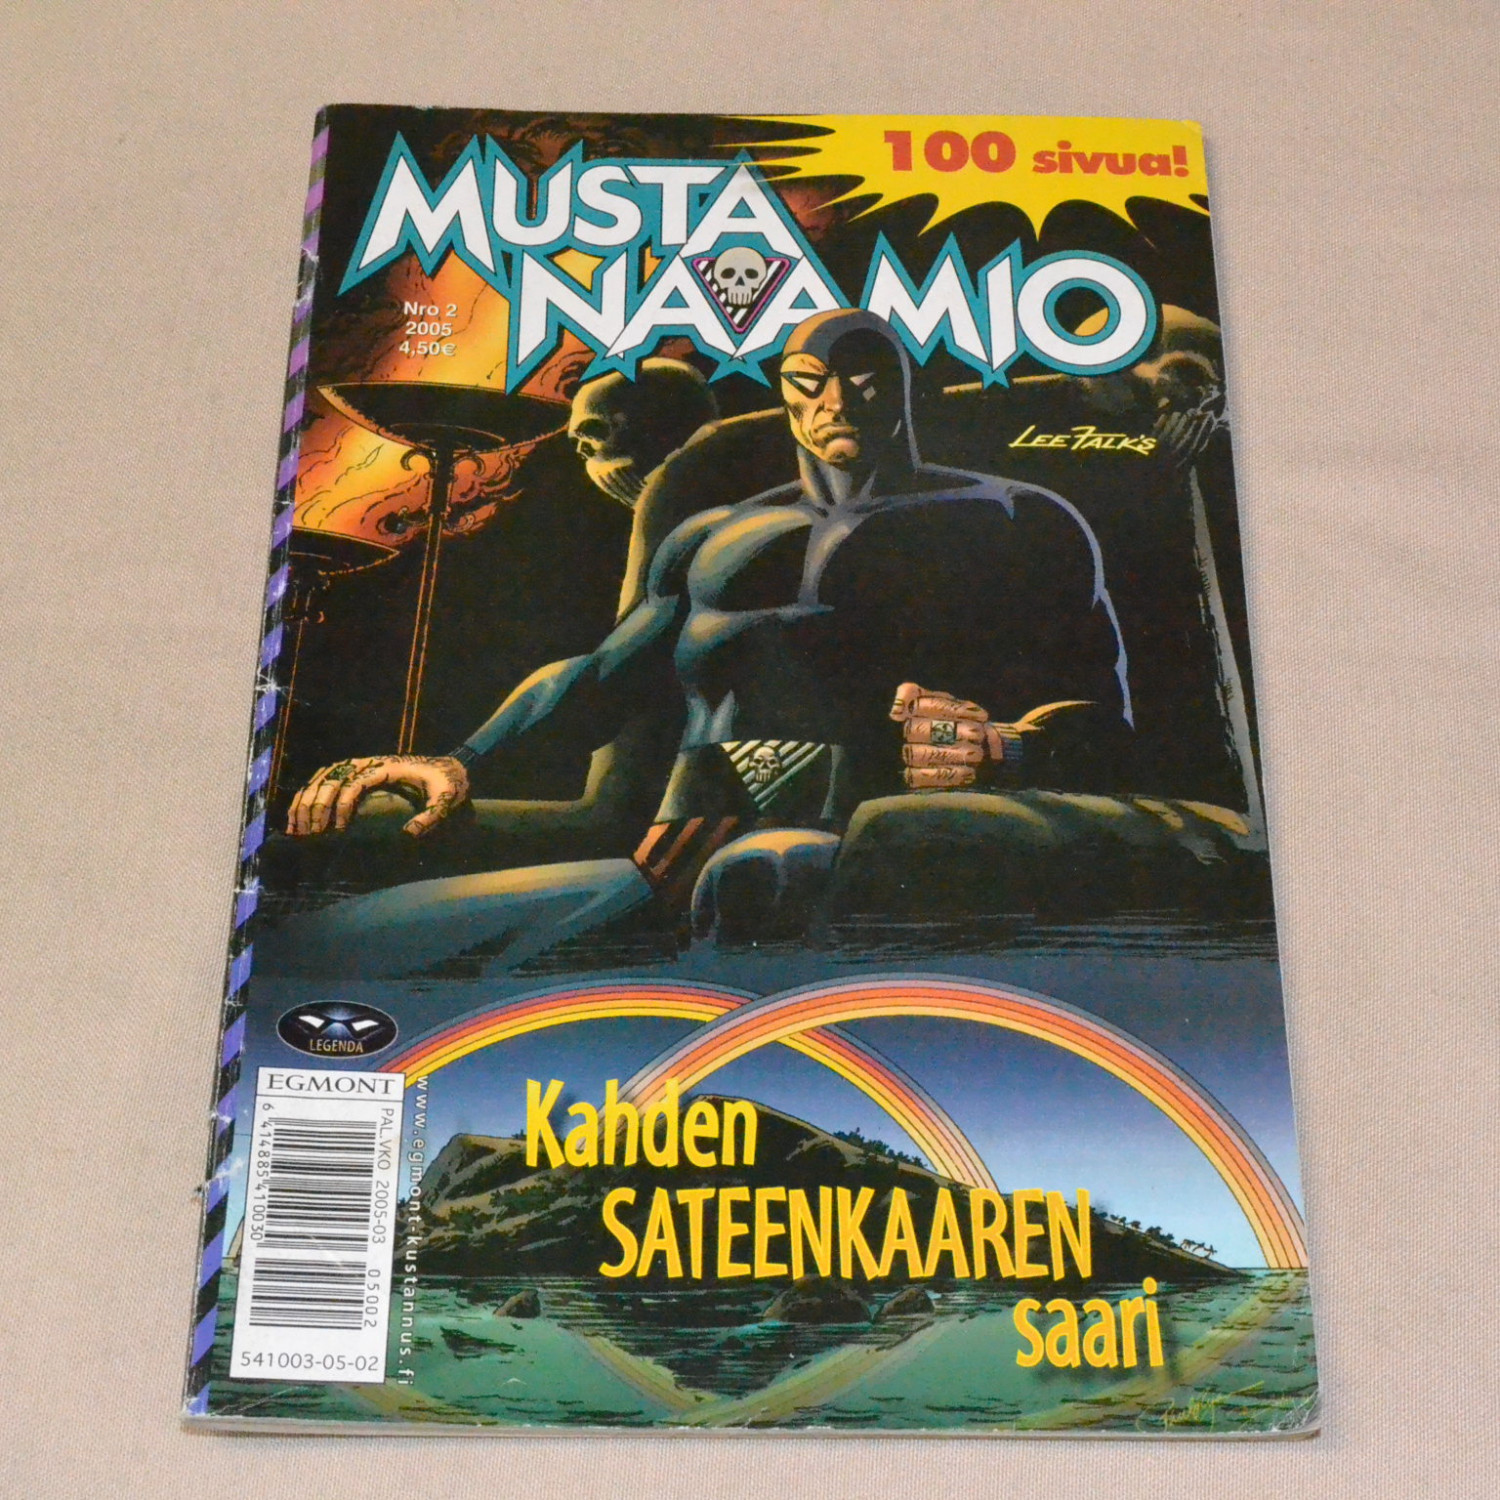 100 sivua!
MUSTA
NAAMIO
Nro 2
2005
4,50€
LEE FALK'S
LEGENDA
EGMONT
PAL.VKO 2005-03
6 414885 410030
05002
541003-05-02
www.egmont-kustannus.fi
Kahden
SATEENKAAREN
saari